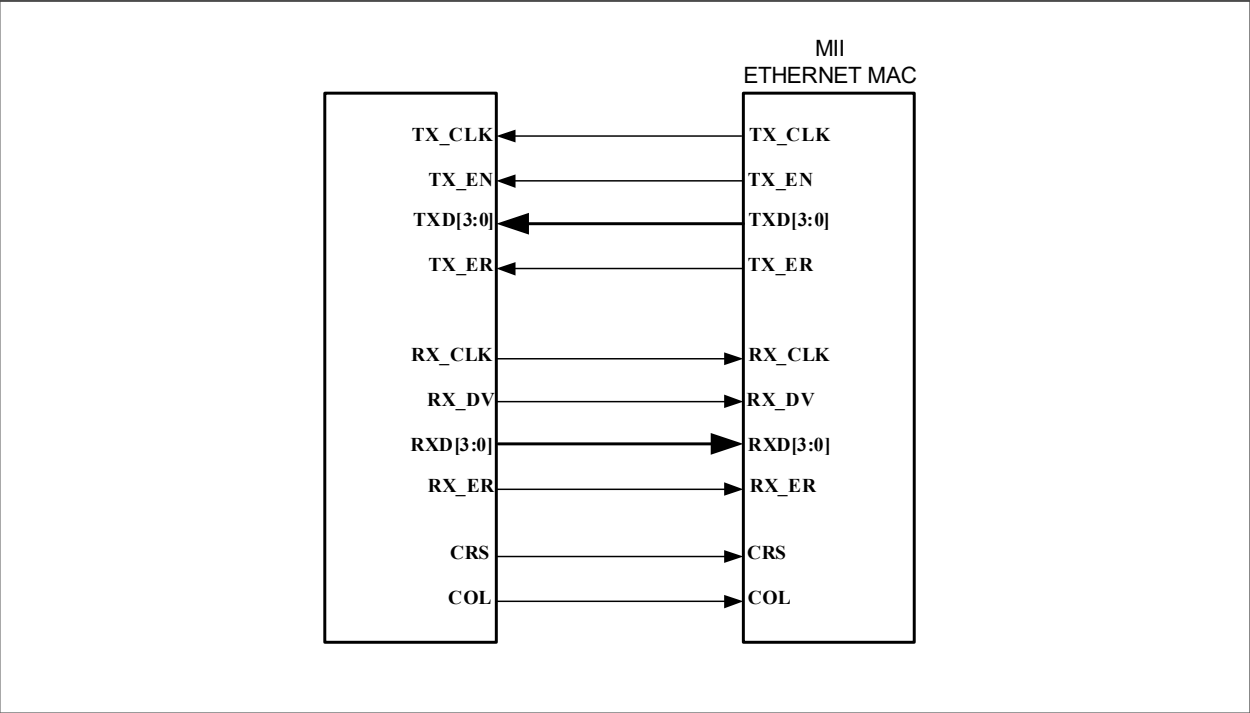 MII
ETHERNET MAC
TX_CLK TX_CLK
TX_EN TX_EN
TXD[3:0] TXD[3:0]
TX_ER TX_ER
RX_CLK RX_CLK
RX_DV RX_DV
RXD[3:0] RXD[3:0]
RX_ER RX_ER
CRS CRS
COL COL